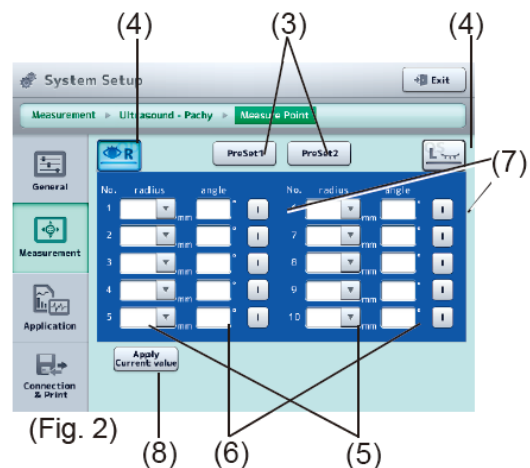 (4) (3) (4)
System Setup Exit
Measurement Ultrasound - Pachy Measure Point
R PreSet1 PreSet2 L
(7)
General
No. radius angle No. radius angle
1 mm ° I mm ° I
2 mm ° I 7 mm ° I
3 mm ° I 8 mm ° I
4 mm ° I 9 mm ° I
5 mm ° I 10 mm ° I
Measurement
Application
Connection
& Print
Apply
Current value
(Fig. 2)
(8) (6) (5)